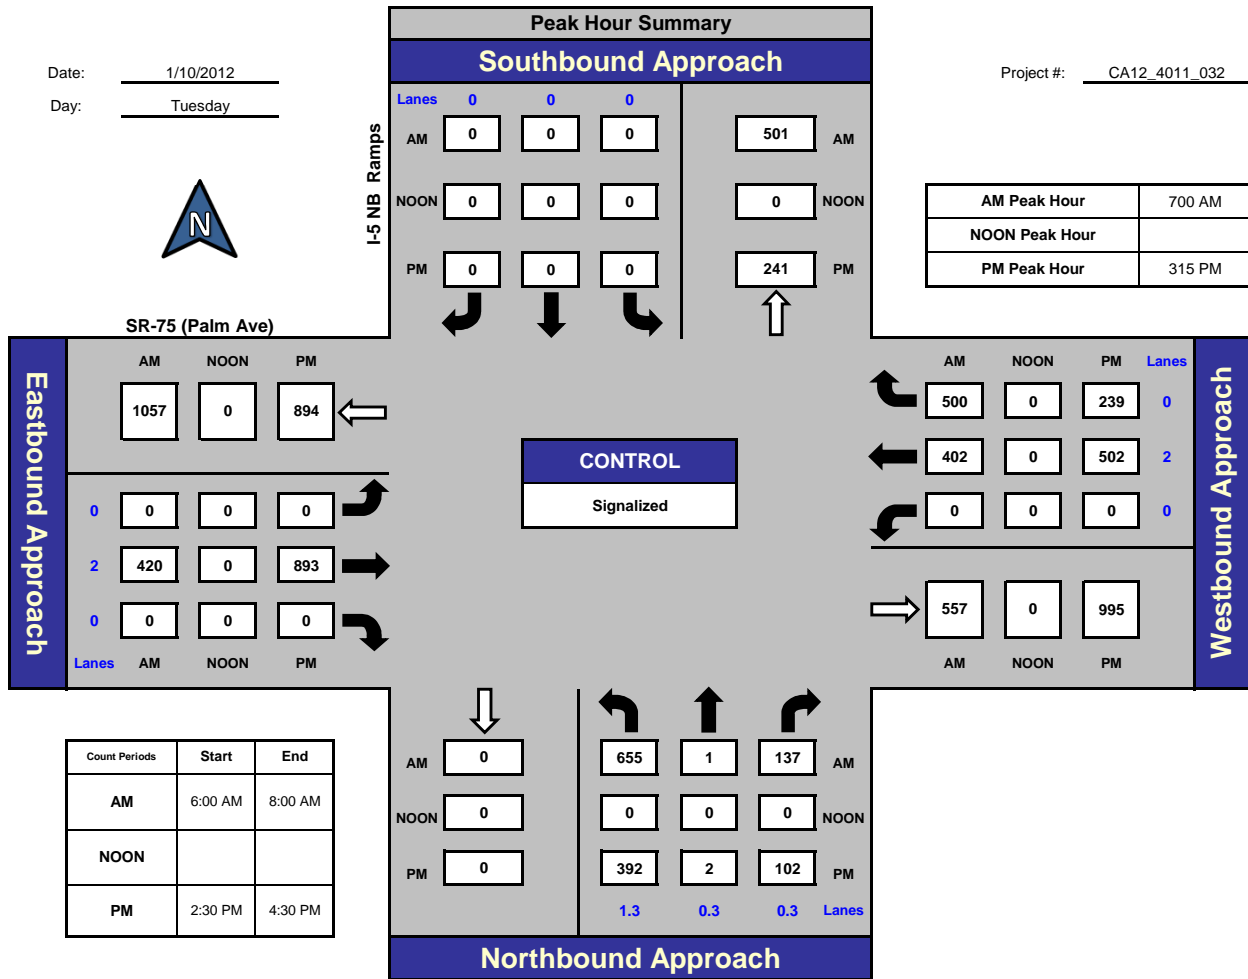 Peak Hour Summary
Southbound Approach
Date: 1/10/2012
Day: Tuesday
Project #: CA12_4011_032
N
I-5 NB Ramps
Lanes 0 0 0
AM 0 0 0 501 AM
NOON 0 0 0 0 NOON
PM 0 0 0 241 PM
AM Peak Hour 700 AM
NOON Peak Hour
PM Peak Hour 315 PM
SR-75 (Palm Ave)
Eastbound Approach
AM NOON PM
1057 0 894
0 0 0 0
2 420 0 893
0 0 0 0
Lanes AM NOON PM
CONTROL
Signalized
AM NOON PM Lanes
500 0 239 0
402 0 502 2
0 0 0 0
557 0 995
AM NOON PM
Westbound Approach
Count Periods Start End
AM 6:00 AM 8:00 AM
NOON
PM 2:30 PM 4:30 PM
AM 0 655 1 137 AM
NOON 0 0 0 0 NOON
PM 0 392 2 102 PM
1.3 0.3 0.3 Lanes
Northbound Approach